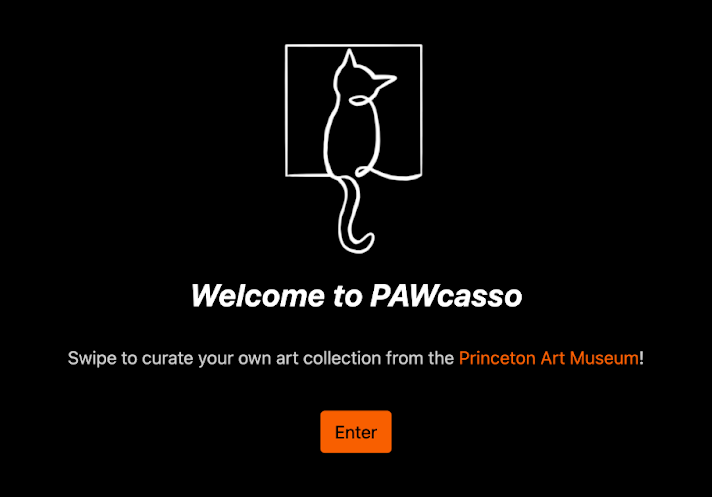 Welcome to PAWcasso
Swipe to curate your own art collection from the Princeton Art Museum!
Enter